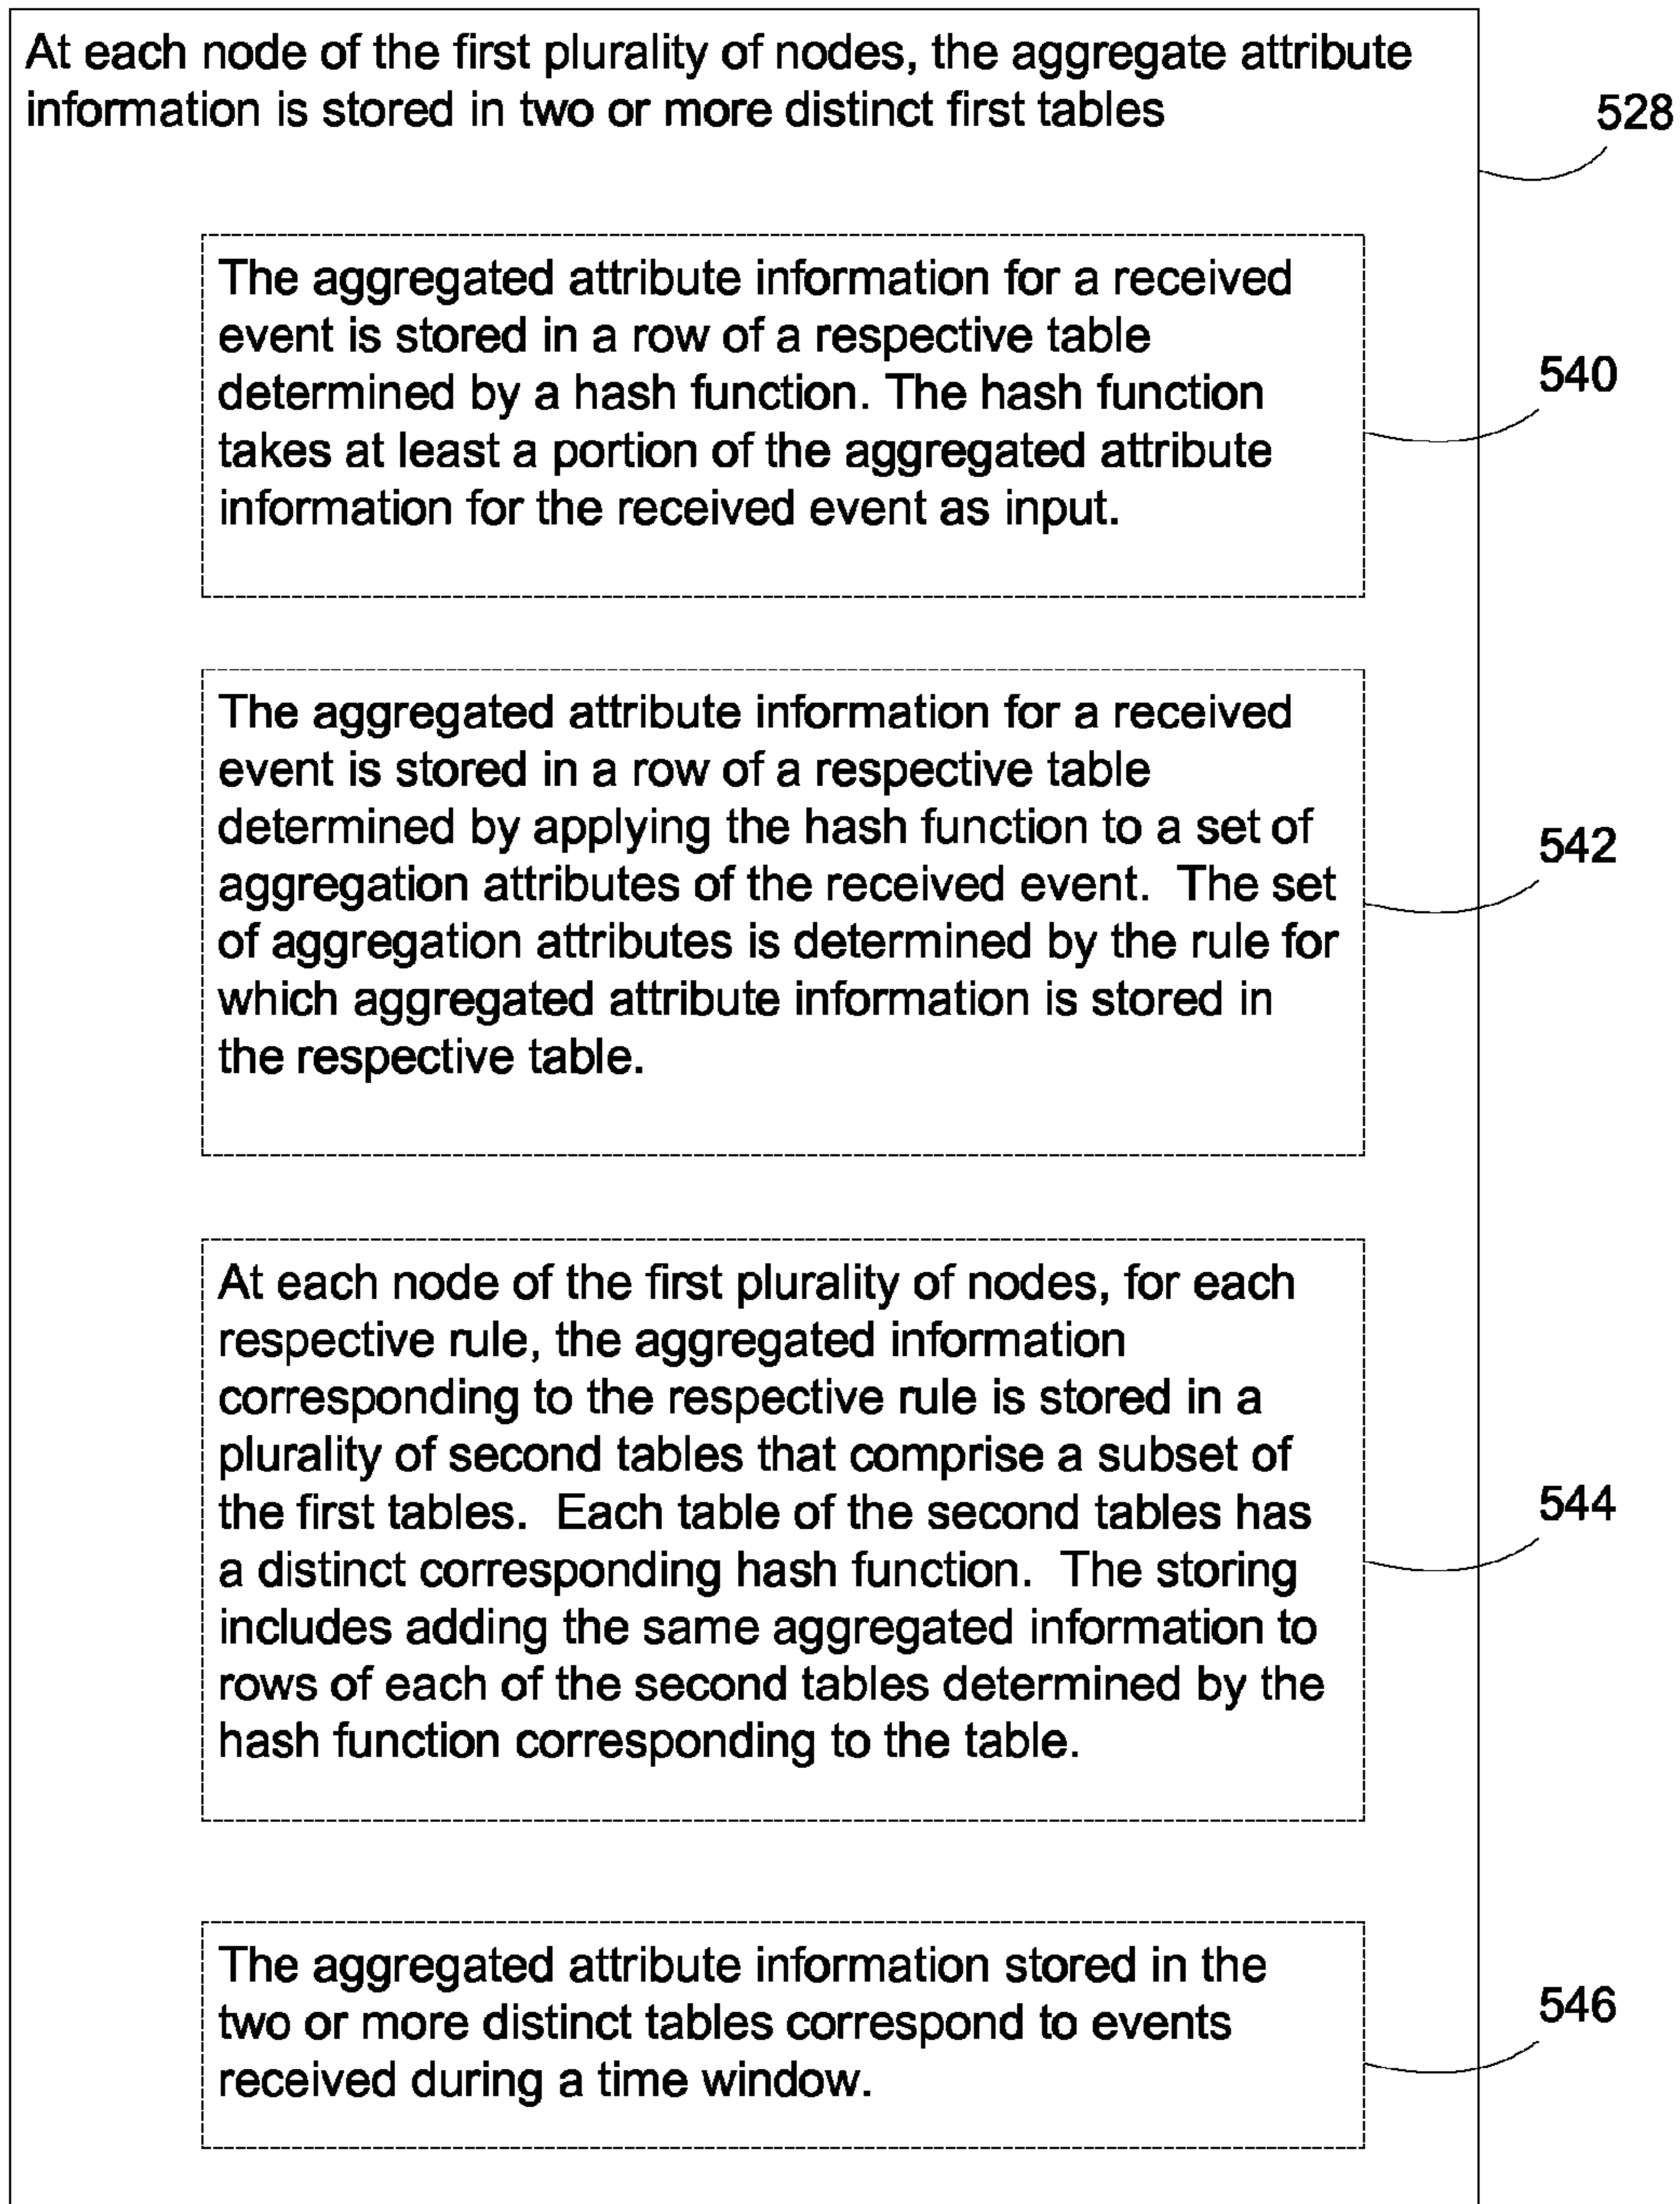 At each node of the first plurality of nodes, the aggregate attribute
information is stored in two or more distinct first tables
528
The aggregated attribute information for a received
event is stored in a row of a respective table
determined by a hash function. The hash function
takes at least a portion of the aggregated attribute
information for the received event as input.
540
The aggregated attribute information for a received
event is stored in a row of a respective table
determined by applying the hash function to a set of
aggregation attributes of the received event.  The set
of aggregation attributes is determined by the rule for
which aggregated attribute information is stored in
the respective table.
542
At each node of the first plurality of nodes, for each
respective rule, the aggregated information
corresponding to the respective rule is stored in a
plurality of second tables that comprise a subset of
the first tables.  Each table of the second tables has
a distinct corresponding hash function.  The storing
includes adding the same aggregated information to
rows of each of the second tables determined by the
hash function corresponding to the table.
544
The aggregated attribute information stored in the
two or more distinct tables correspond to events
received during a time window.
546